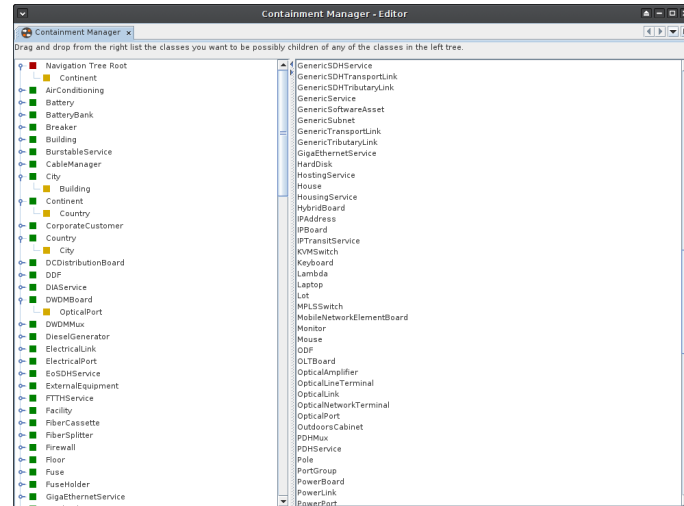 Containment Manager - Editor
Containment Manager
Drag and drop from the right list the classes you want to be possibly children of any of the classes in the left tree.
Navigation Tree Root
Continent
AirConditioning
Battery
BatteryBank
Breaker
Building
BurstableService
CableManager
City
Building
Continent
Country
CorporateCustomer
Country
City
DCDistributionBoard
DDF
DIAService
DWDMBoard
OpticalPort
DWDMMux
DieselGenerator
ElectricalLink
ElectricalPort
EoSDHService
ExternalEquipment
FTTHService
Facility
FiberCassette
FiberSplitter
Firewall
Floor
Fuse
FuseHolder
GigaEthernetService
GenericSDHService
GenericSDHTransportLink
GenericSDHTributaryLink
GenericService
GenericSoftwareAsset
GenericSubnet
GenericTransportLink
GenericTributaryLink
GigaEthernetService
HardDisk
HostingService
House
HousingService
HybridBoard
IPAddress
IPBoard
IPTransitService
KVMSwitch
Keyboard
Lambda
Laptop
Lot
MPLSSwitch
MobileNetworkElementBoard
Monitor
Mouse
ODF
OLTBoard
OpticalAmplifier
OpticalLineTerminal
OpticalLink
OpticalNetworkTerminal
OpticalPort
OutdoorsCabinet
PDHMux
PDHService
Pole
PortGroup
PowerBoard
PowerLink
PowerPort